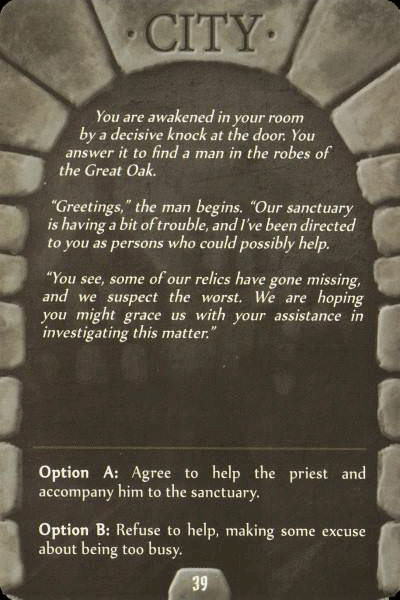 · CITY ·
You are awakened in your room
by a decisive knock at the door. You
answer it to find a man in the robes of
the Great Oak.
“Greetings,” the man begins. “Our sanctuary
is having a bit of trouble, and I’ve been directed
to you as persons who could possibly help.
“You see, some of our relics have gone missing,
and we suspect the worst. We are hoping
you might grace us with your assistance in
investigating this matter.”
Option A: Agree to help the priest and
accompany him to the sanctuary.
Option B: Refuse to help, making some excuse
about being too busy.
39